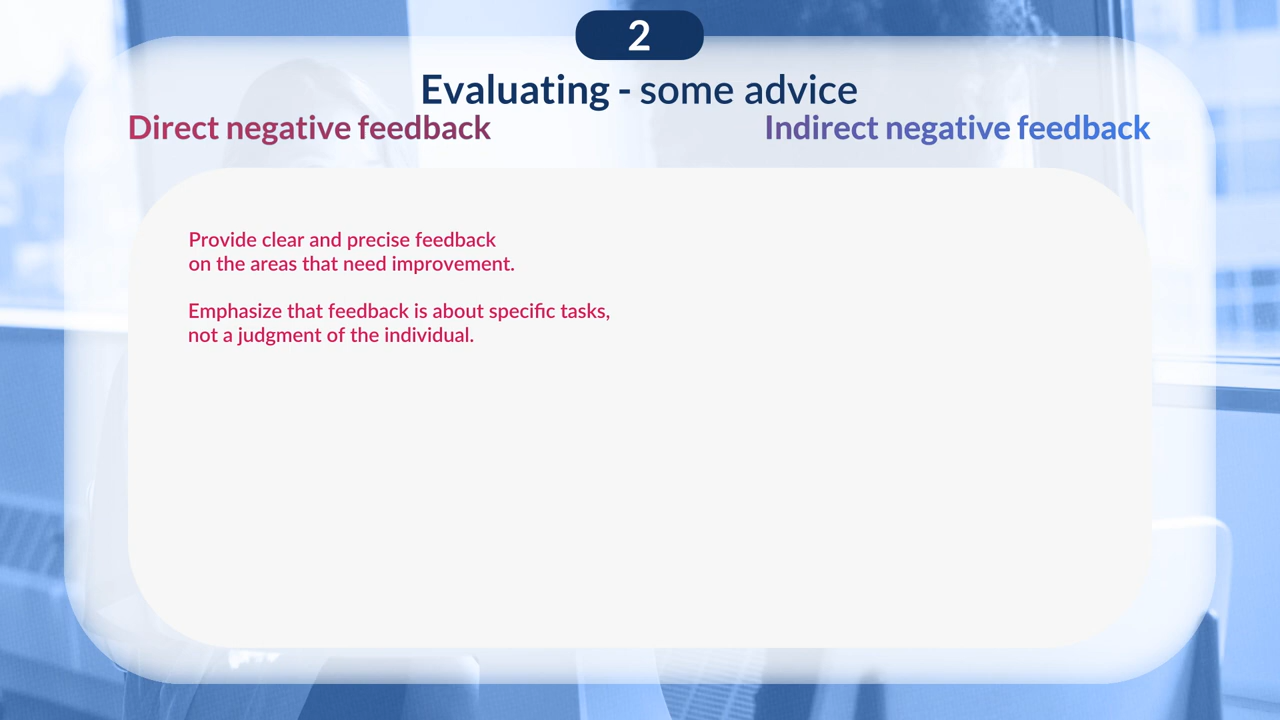 2
Evaluating - some advice
Direct negative feedback
Indirect negative feedback
Provide clear and precise feedback
on the areas that need improvement.
Emphasize that feedback is about specific tasks,
not a judgment of the individual.